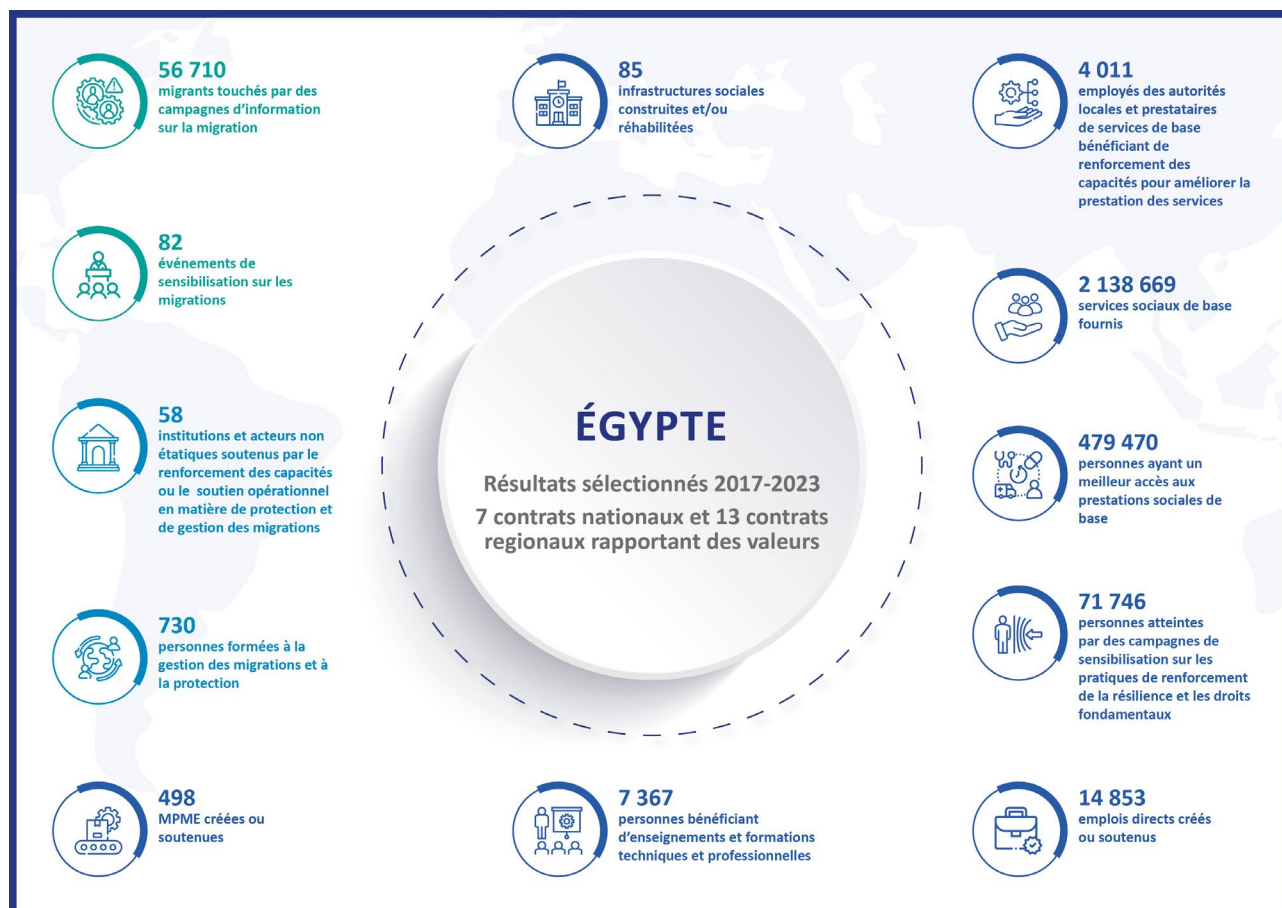 56 710
migrants touchés par des
campagnes d'information
sur la migration
85
infrastructures sociales
construites et/ou
réhabilitées
4 011
employés des autorités
locales et prestataires
de services de base
bénéficiant de
renforcement des
capacités pour améliorer la
prestation des services
82
événements de
sensibilisation sur les
migrations
2 138 669
services sociaux de base
fournis
58
institutions et acteurs non
étatiques soutenus par le
renforcement des capacités
ou le soutien opérationnel
en matière de protection et
de gestion des migrations
ÉGYPTE
Résultats sélectionnés 2017-2023
7 contrats nationaux et 13 contrats
regionaux rapportant des valeurs
479 470
personnes ayant un
meilleur accès aux
prestations sociales de
base
730
personnes formées à la
gestion des migrations et à
la protection
71 746
personnes atteintes
par des campagnes de
sensibilisation sur les
pratiques de renforcement
de la résilience et les droits
fondamentaux
498
MPME créées ou
soutenues
7 367
personnes bénéficiant
d'enseignements et formations
techniques et professionnelles
14 853
emplois directs créés
ou soutenus